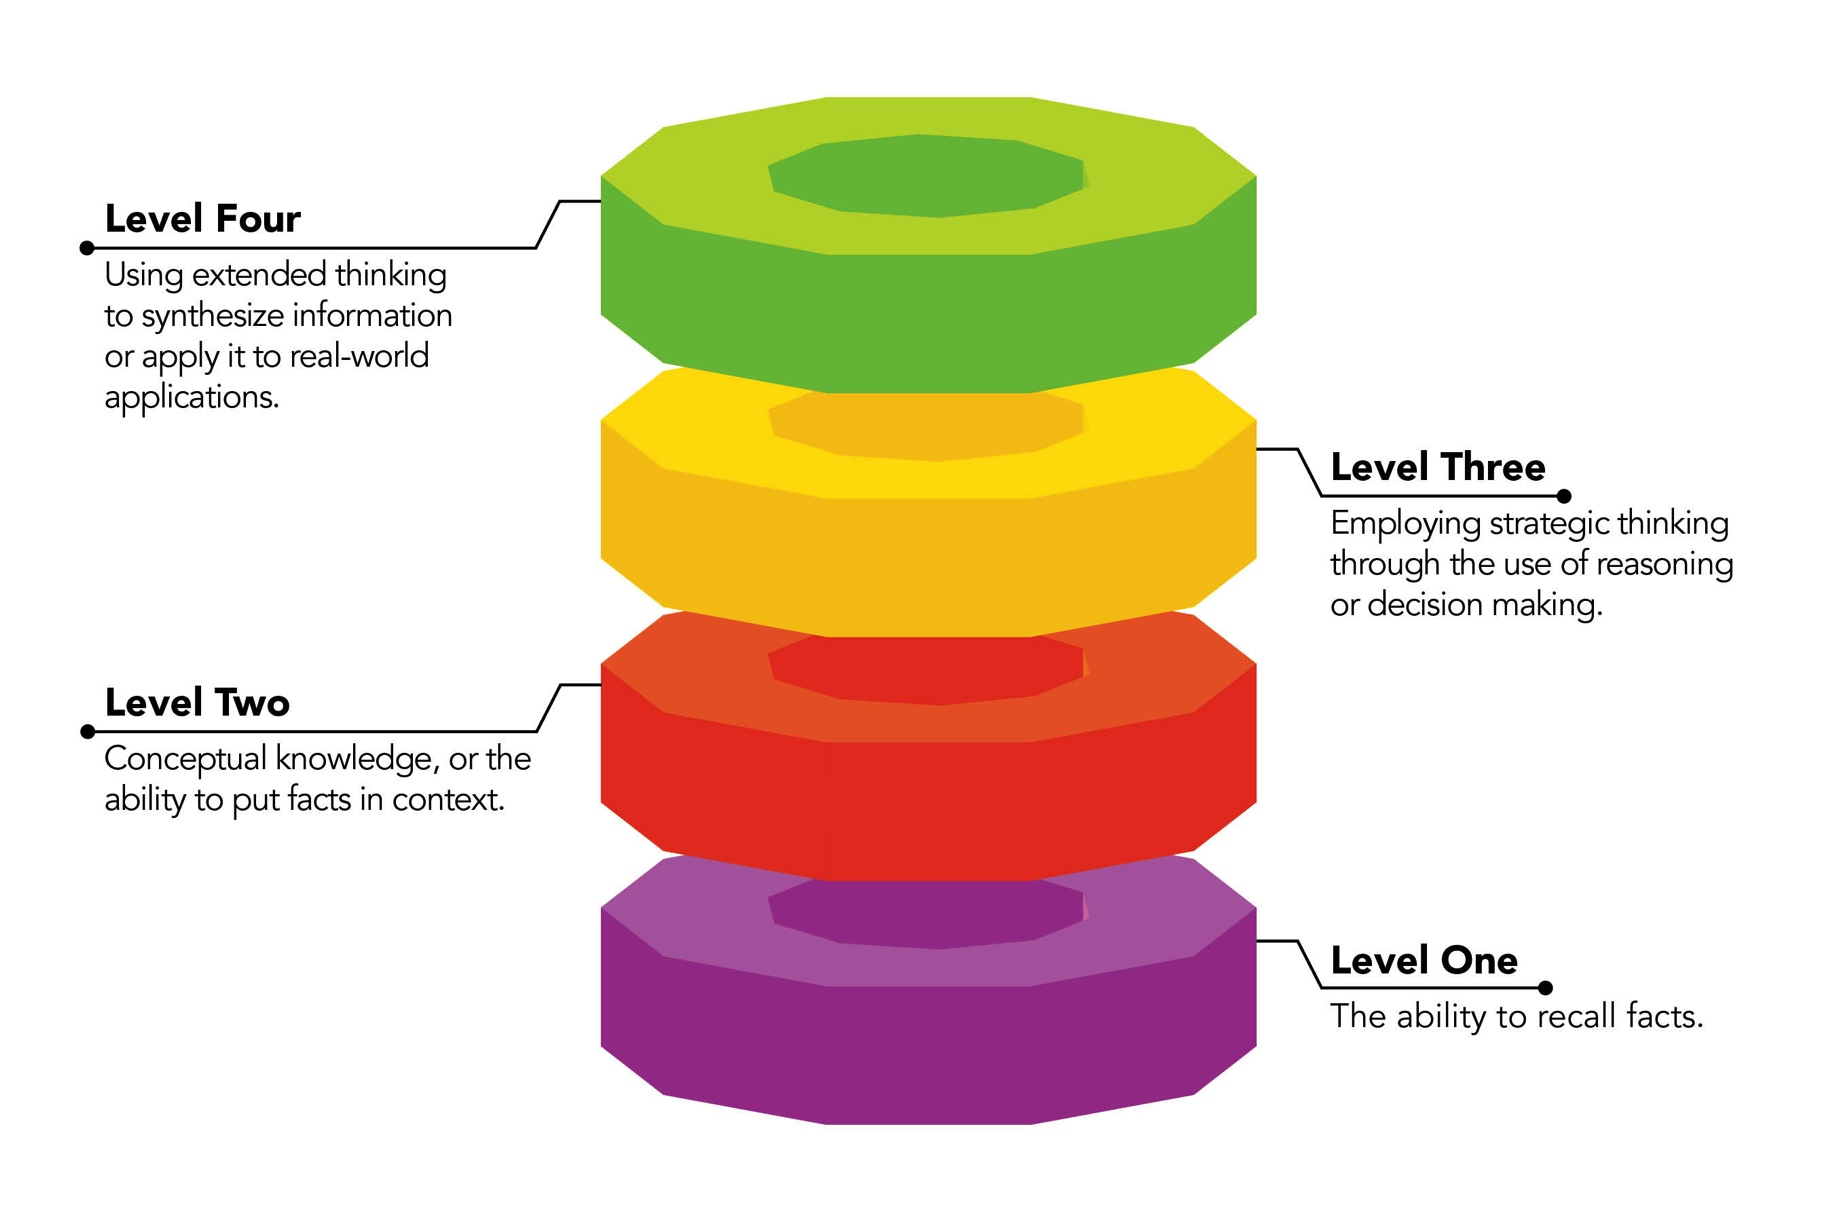 Level Four
Using extended thinking
to synthesize information
or apply it to real-world
applications.
Level Three
Employing strategic thinking
through the use of reasoning
or decision making.
Level Two
Conceptual knowledge, or the
ability to put facts in context.
Level One
The ability to recall facts.